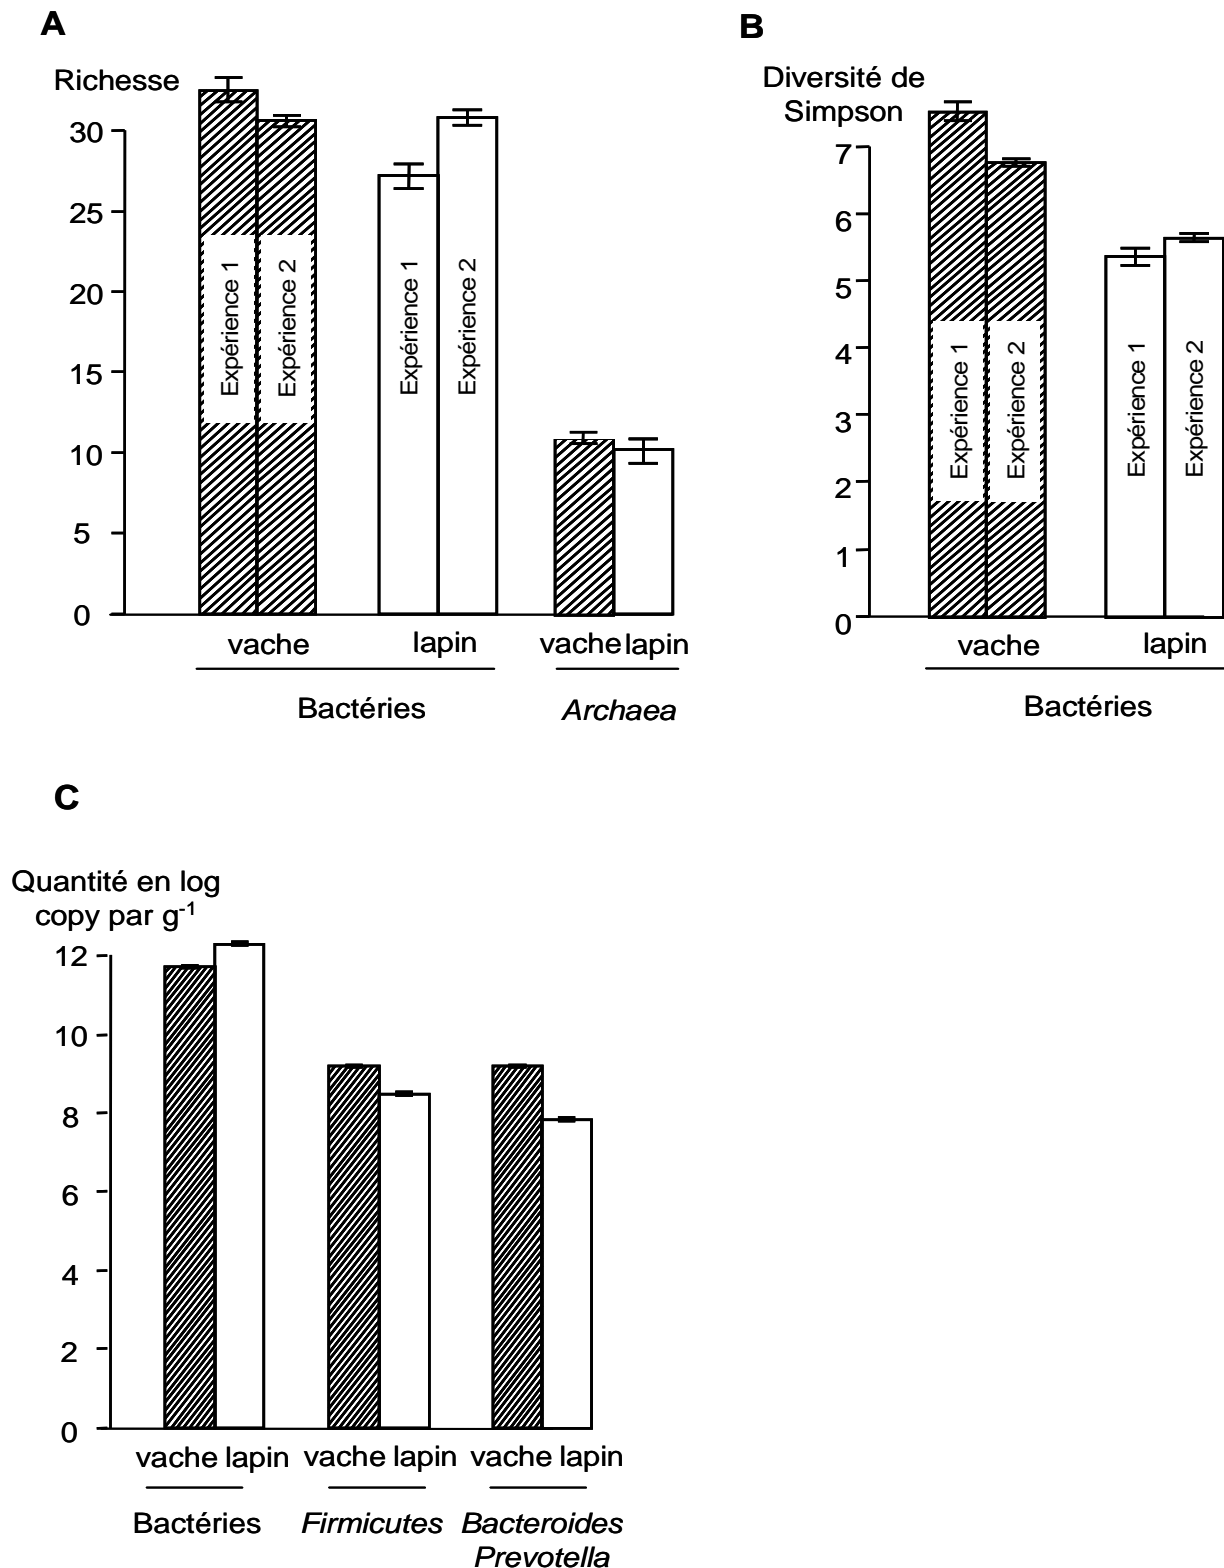 A
Richesse
30
25
20
15
10
5
0
Expérience 1
Expérience 2
Expérience 1
Expérience 2
vache
lapin
vache lapin
Bactéries
Archaea
B
Diversité de
Simpson
7
6
5
4
3
2
1
0
Expérience 1
Expérience 2
Expérience 1
Expérience 2
vache
lapin
Bactéries
C
Quantité en log
copy par g-1
12
10
8
6
4
2
0
vache lapin
vache lapin
vache lapin
Bactéries
Firmicutes
Bacteroides
Prevotella